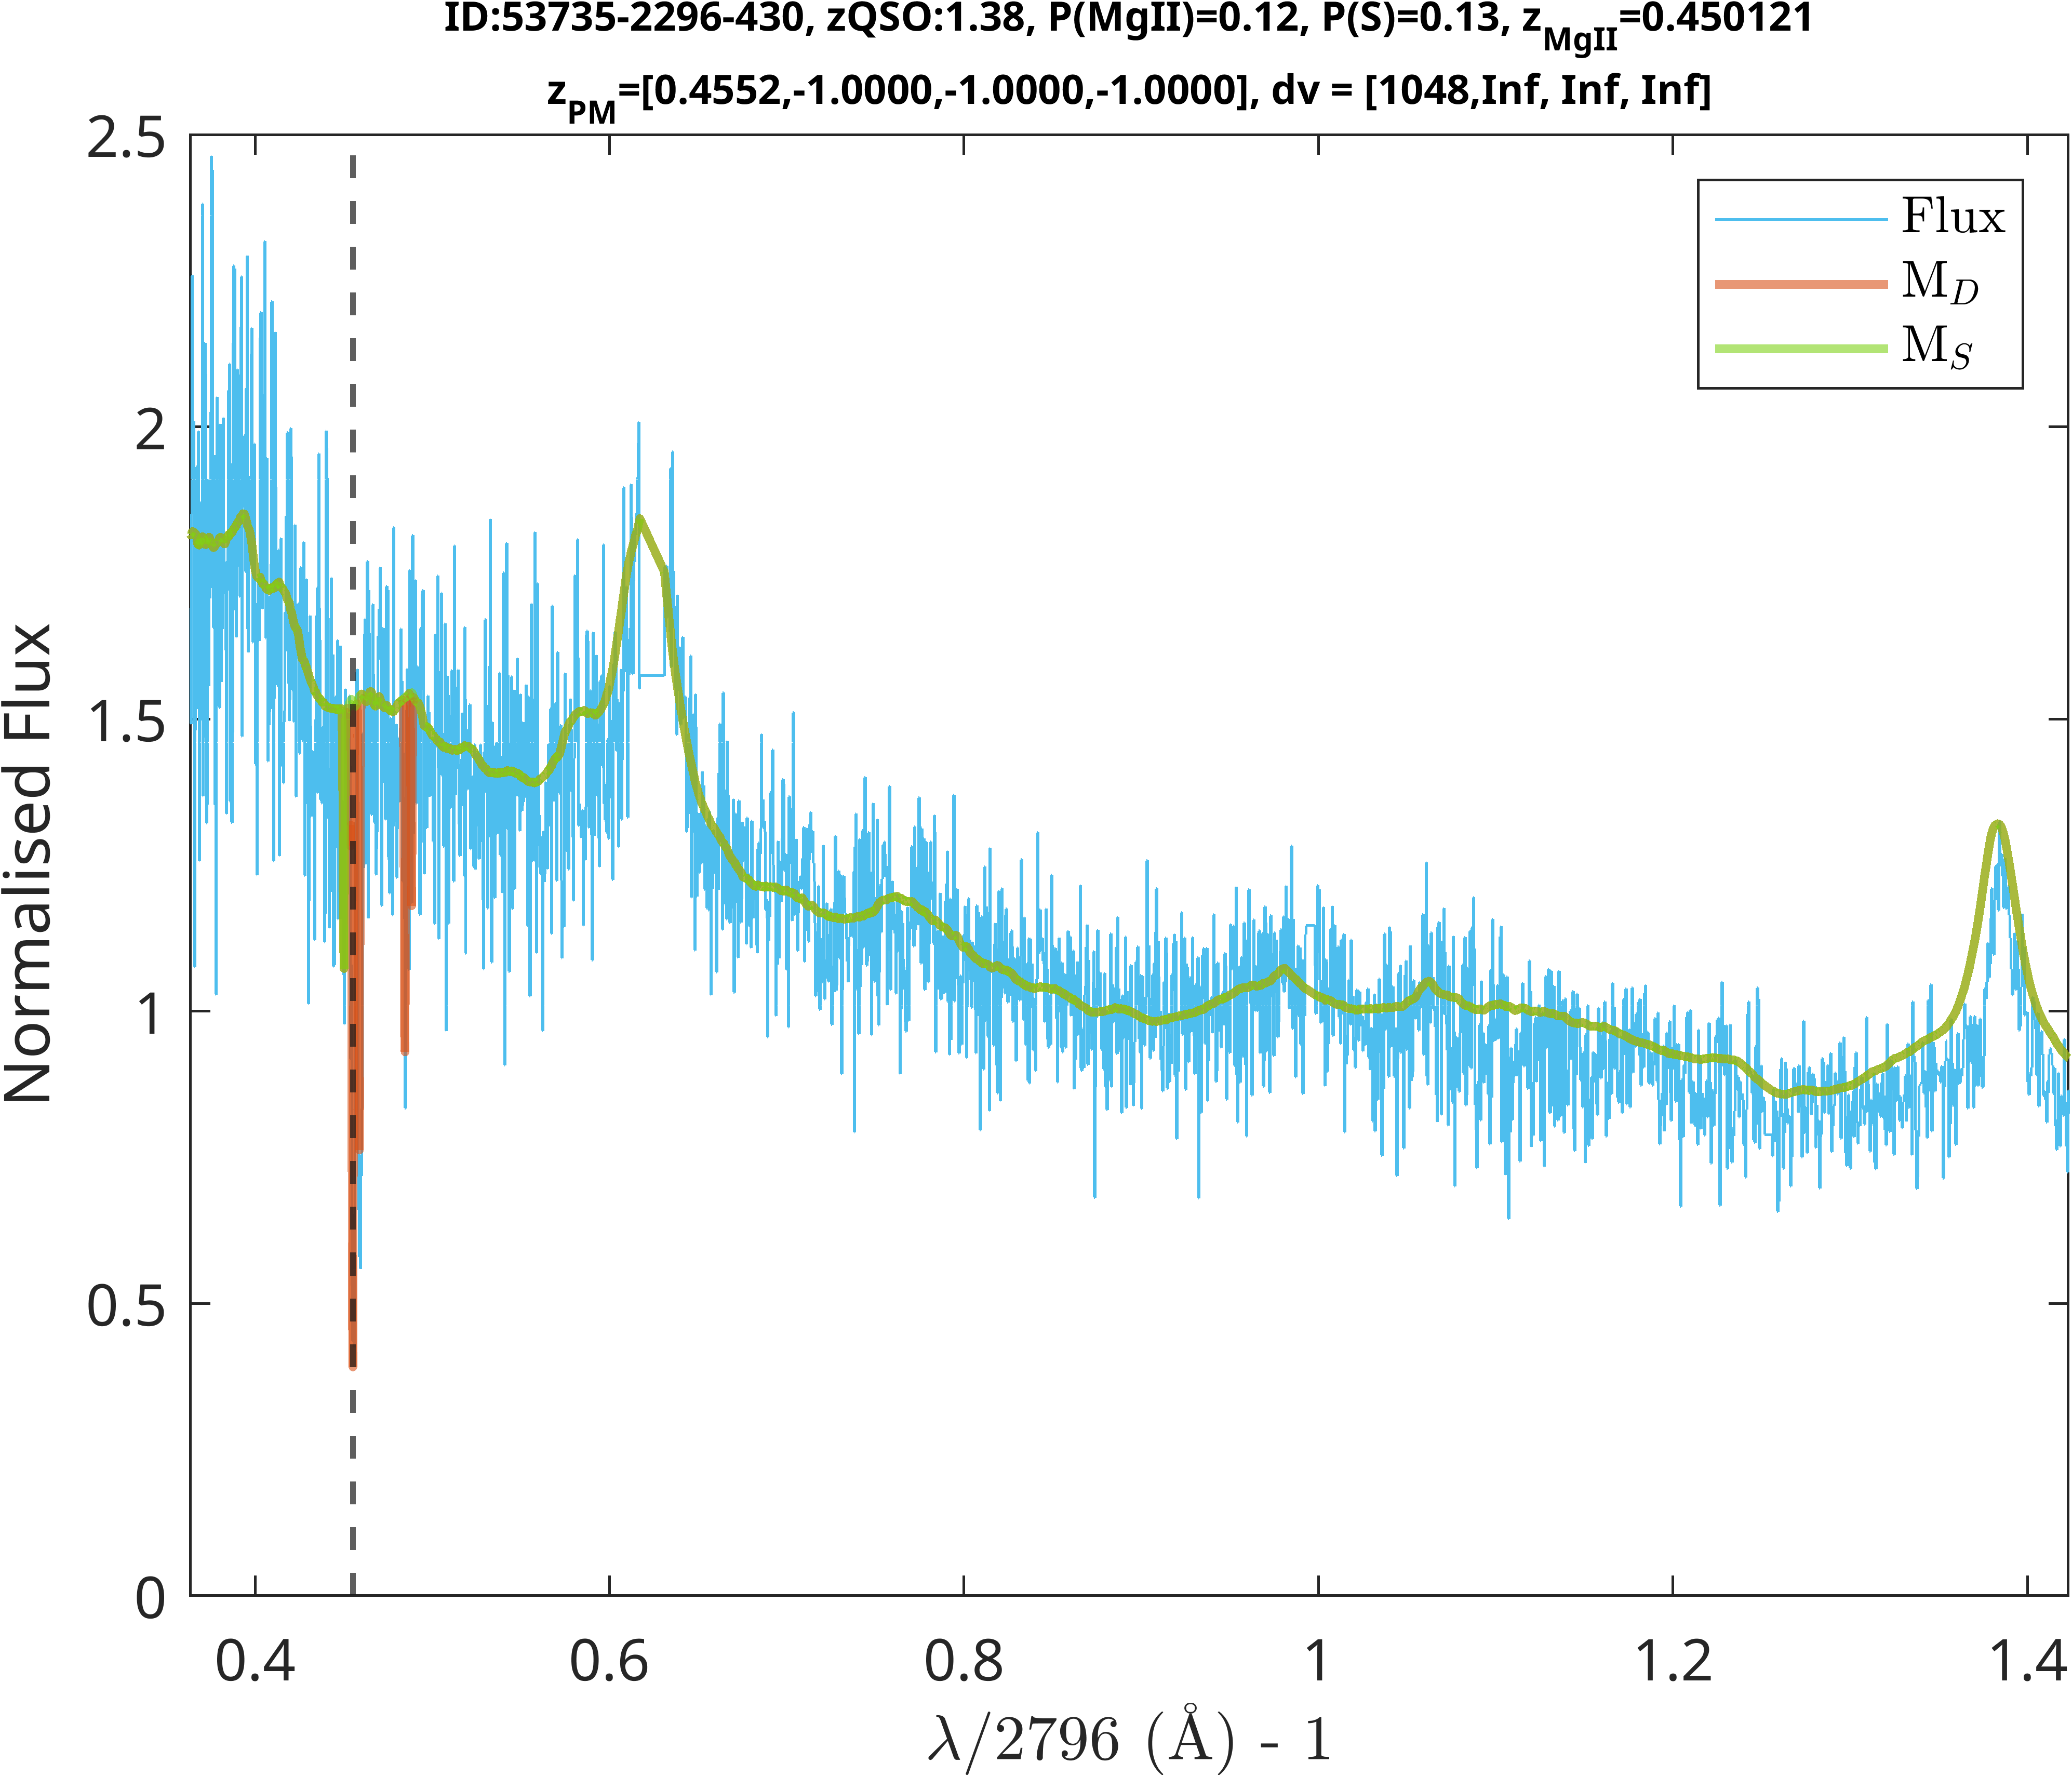 ID:53735-2296-430, zQSO:1.38, P(MgII)=0.12, P(S)=0.13, zMgII=0.450121
zPM=[0.4552,-1.0000,-1.0000,-1.0000], dv = [1048,Inf, Inf, Inf]
Normalised Flux
2.5
2
1.5
1
0.5
0
Flux
MD
MS
0.4
0.6
0.8
1
1.2
1.4
λ/2796 (Å) - 1